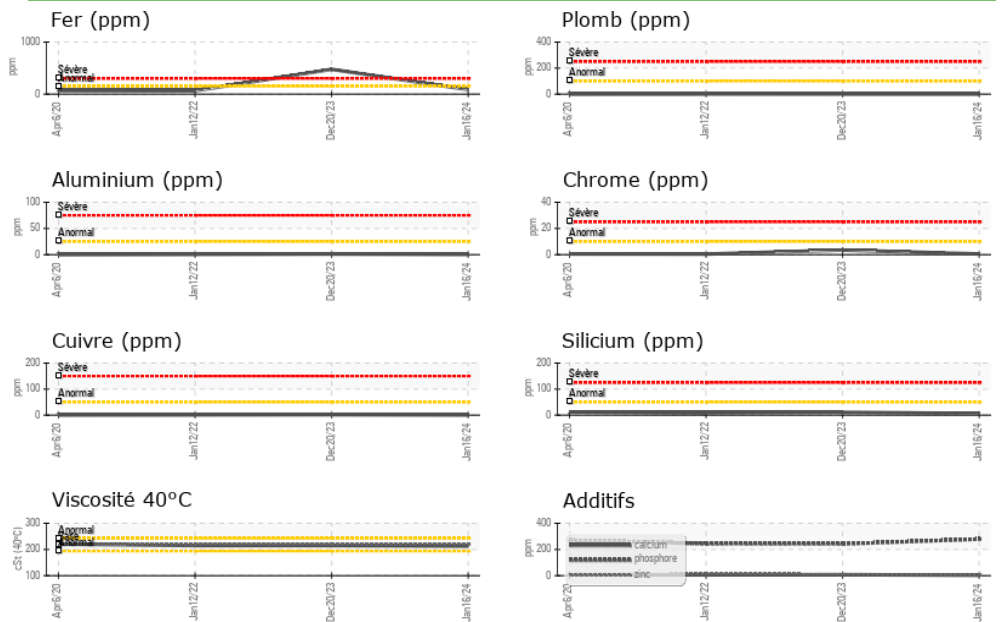 Fer (ppm)
1000
0
ppm
Sévère
Anormal
Apr6/20
Jan12/22
Dec20/23
Jan16/24
Plomb (ppm)
400
200
0
ppm
Sévère
Anormal
Apr6/20
Jan12/22
Dec20/23
Jan16/24
Aluminium (ppm)
100
50
0
ppm
Sévère
Anormal
Apr6/20
Jan12/22
Dec20/23
Jan16/24
Chrome (ppm)
40
20
0
ppm
Sévère
Anormal
Apr6/20
Jan12/22
Dec20/23
Jan16/24
Cuivre (ppm)
200
100
0
ppm
Sévère
Anormal
Apr6/20
Jan12/22
Dec20/23
Jan16/24
Silicium (ppm)
200
100
0
ppm
Sévère
Anormal
Apr6/20
Jan12/22
Dec20/23
Jan16/24
Viscosité 40°C
300
200
100
cSt (40°C)
Anormal
Anormal
Apr6/20
Jan12/22
Dec20/23
Jan16/24
Additifs
400
200
0
ppm
calcium
phosphore
zinc
Apr6/20
Jan12/22
Dec20/23
Jan16/24